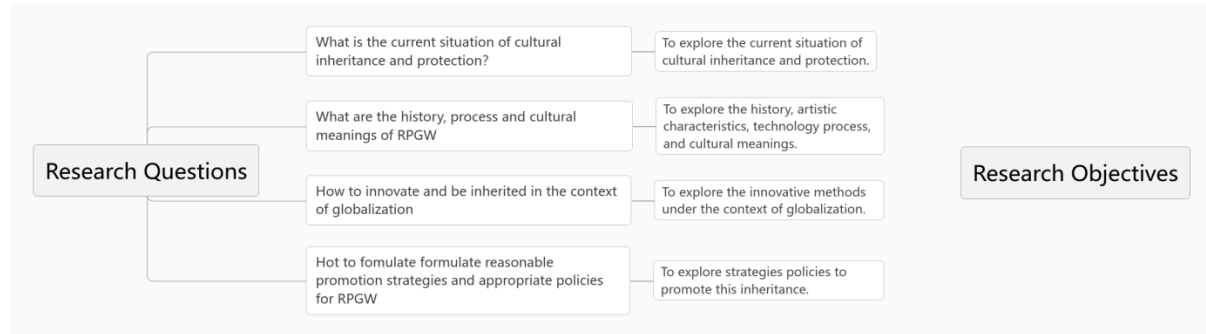 Research Questions
What is the current situation of cultural
inheritance and protection?
To explore the current situation of
cultural inheritance and protection.
What are the history, process and cultural
meanings of RPGW
To explore the history, artistic
characteristics, technology process,
and cultural meanings.
How to innovate and be inherited in the context
of globalization
To explore the innovative methods
under the context of globalization.
Hot to fomulate formulate reasonable
promotion strategies and appropriate policies
for RPGW
To explore strategies policies to
promote this inheritance.
Research Objectives